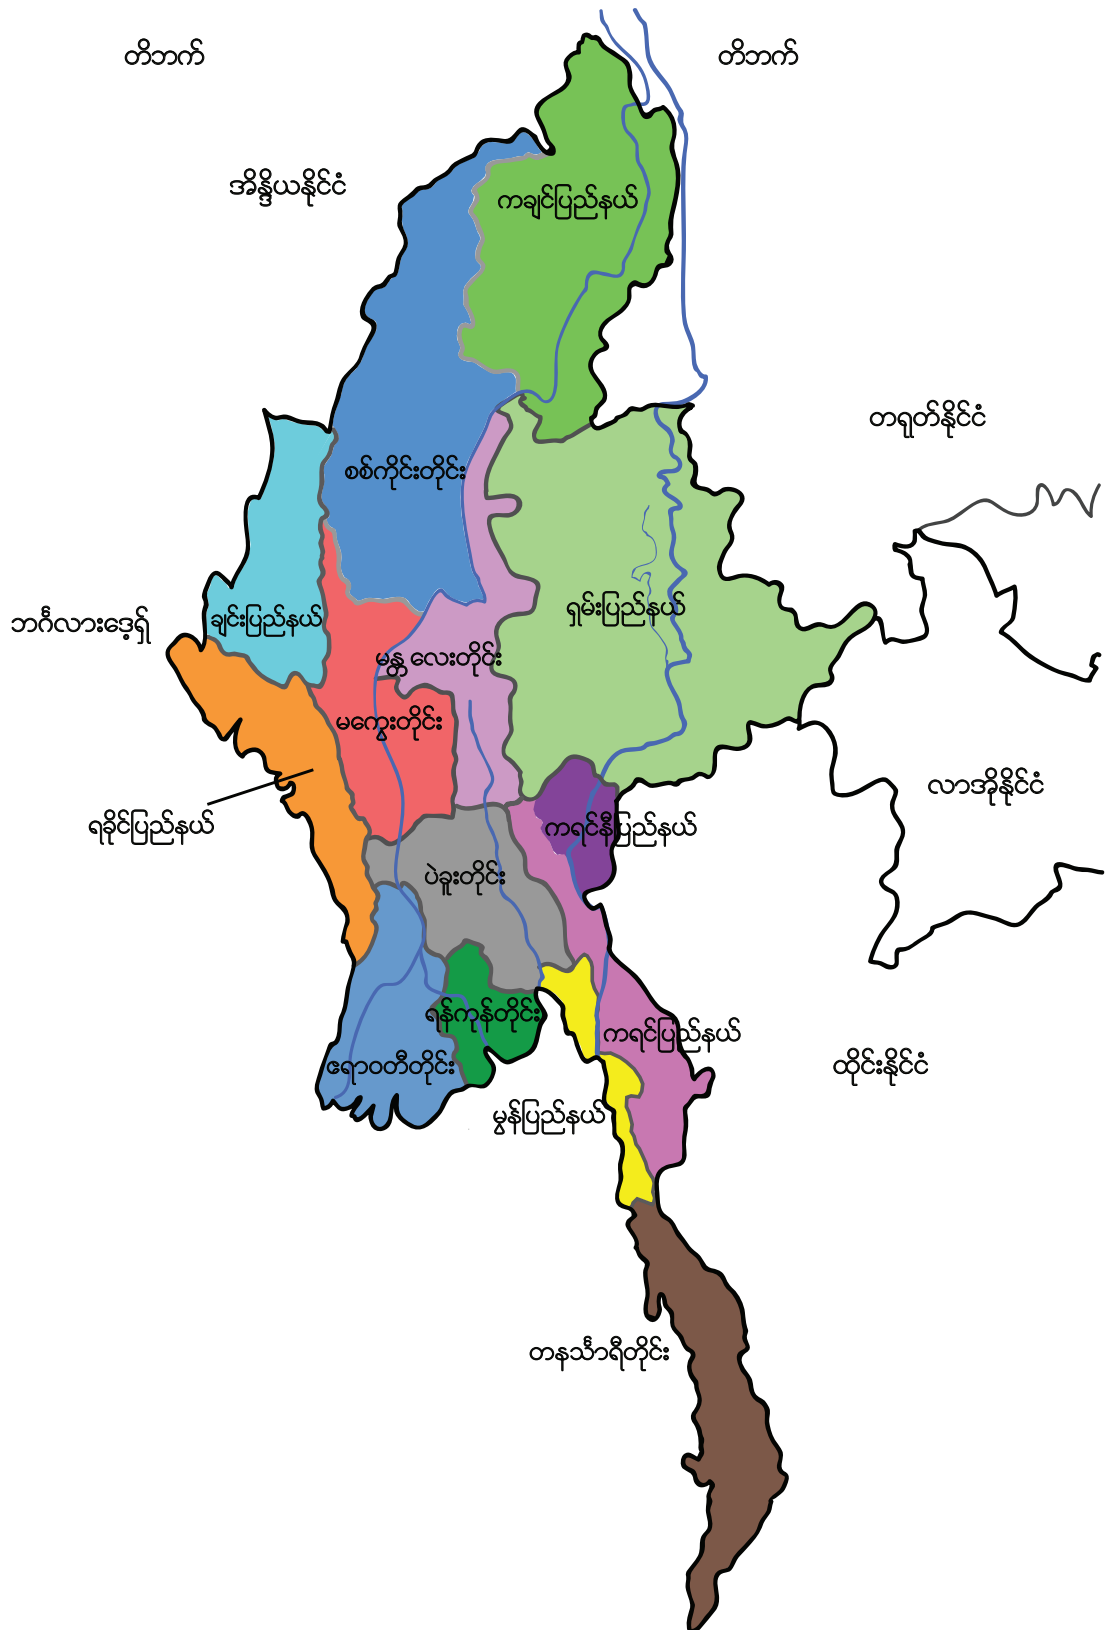 တိဘက်
တိဘက်
အိန္ဒိယနိုင်ငံ
ကချင်ပြည်နယ်
တရုတ်နိုင်ငံ
စစ်ကိုင်းတိုင်း
ဘင်္ဂလားဒေ့ရှ်
ချင်းပြည်နယ်
ရှမ်းပြည်နယ်
မန္တလေးတိုင်း
မကွေးတိုင်း
လာအိုနိုင်ငံ
ရခိုင်ပြည်နယ်
ကရင်နီပြည်နယ်
ပဲခူးတိုင်း
ရန်ကုန်တိုင်း
ကရင်ပြည်နယ်
ဧရာဝတီတိုင်း
ထိုင်းနိုင်ငံ
မွန်ပြည်နယ်
တနင်္သာရီတိုင်း